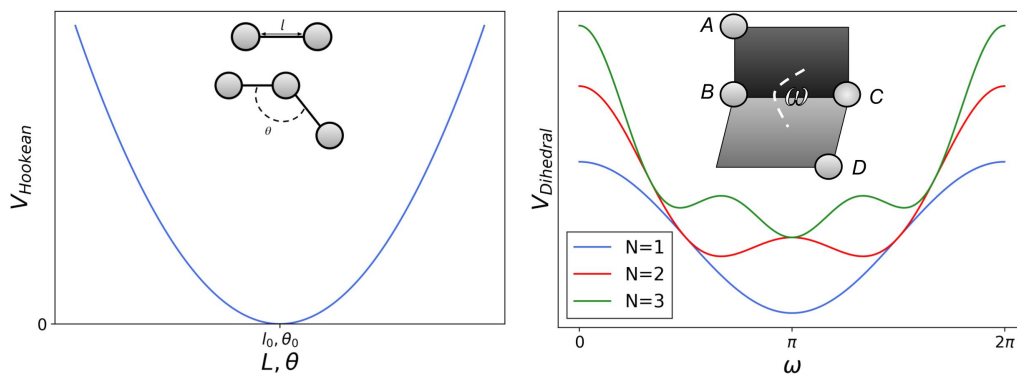 V_Hookean
l
θ
0
l₀, θ₀
L, θ
V_Dihedral
A
B
ω
C
D
N=1
N=2
N=3
0
π
2π
ω